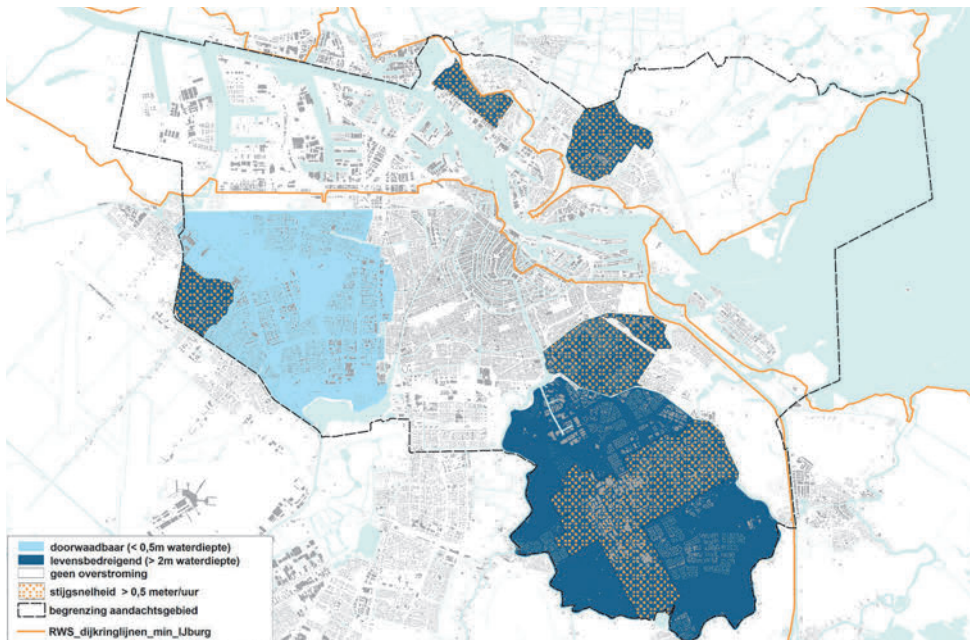 doorwaadbaar (< 0,5m waterdiepte)
levensbedreigend (> 2m waterdiepte)
geen overstroming
stijgsnelheid > 0,5 meter/uur
begrenzing aandachtsgebied
RWS_dijkringlijnen_min_IJburg